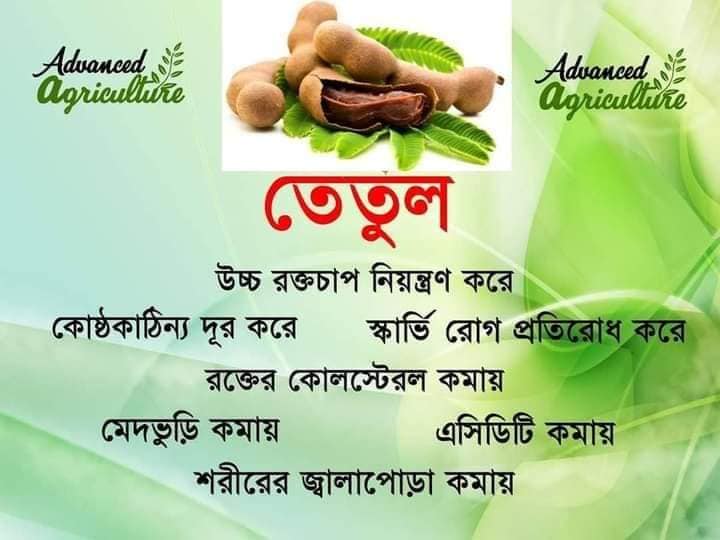 Advanced Agriculture
Advanced Agriculture
তেতুল
উচ্চ রক্তচাপ নিয়ন্ত্রণ করে
কোষ্ঠকাঠিন্য দূর করে স্কার্ভি রোগ প্রতিরোধ করে
রক্তের কোলস্টেরল কমায়
মেদভুড়ি কমায় এসিডিটি কমায়
শরীরের জ্বালাপোড়া কমায়